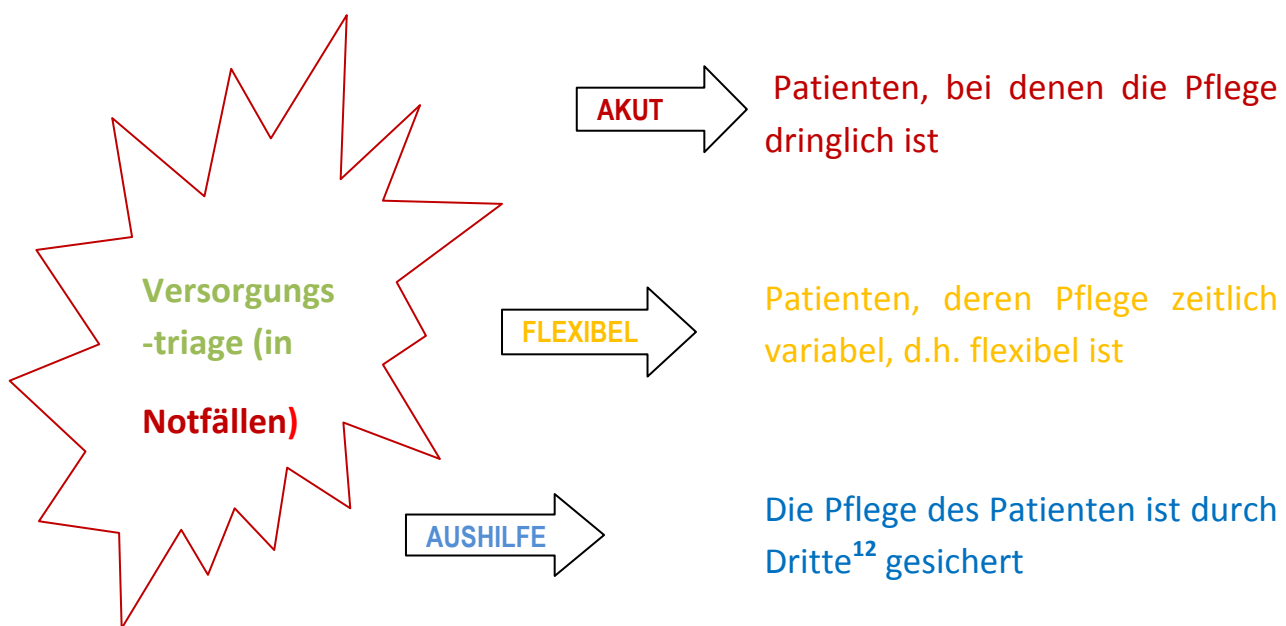 AKUT
Patienten, bei denen die Pflege
dringlich ist
Versorgungs
-triage (in
Notfällen)
FLEXIBEL
Patienten, deren Pflege zeitlich
variabel, d.h. flexibel ist
AUSHILFE
Die Pflege des Patienten ist durch
Dritte12 gesichert